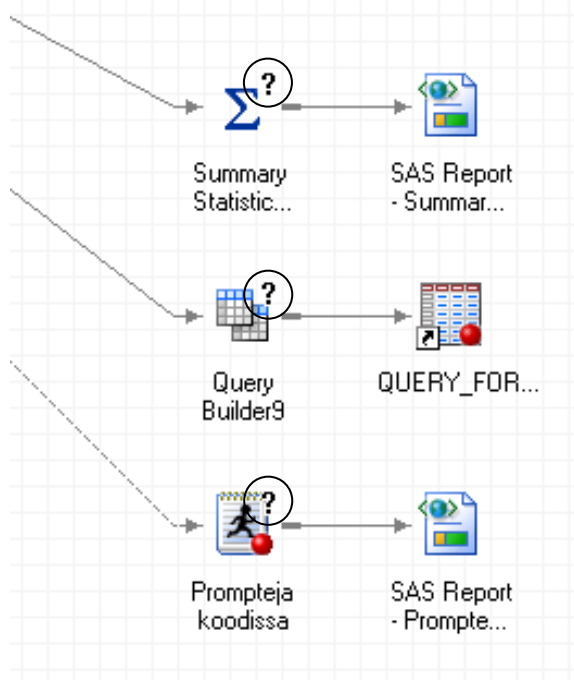 ?
Summary
Statistic...
SAS Report
- Summar...
?
Query
Builder9
QUERY_FOR...
?
Prompteja
koodissa
SAS Report
- Prompte...